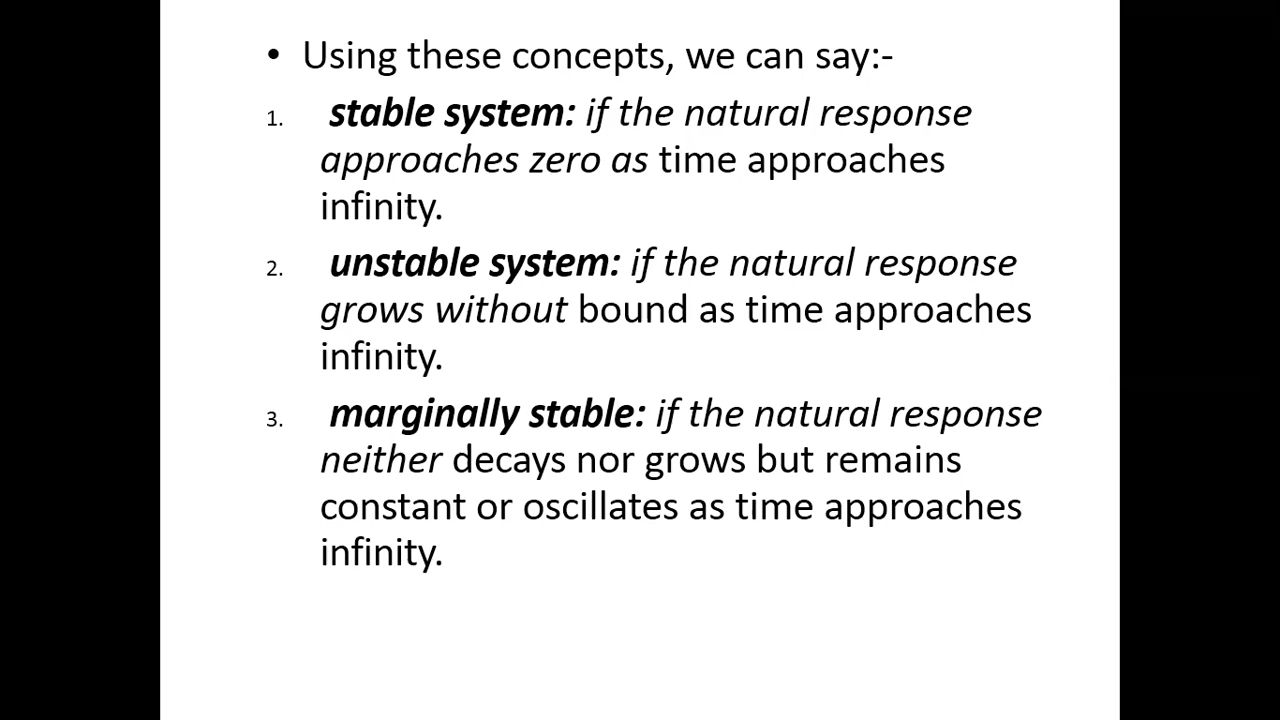 • Using these concepts, we can say:-
1. stable system: if the natural response
approaches zero as time approaches
infinity.
2. unstable system: if the natural response
grows without bound as time approaches
infinity.
3. marginally stable: if the natural response
neither decays nor grows but remains
constant or oscillates as time approaches
infinity.